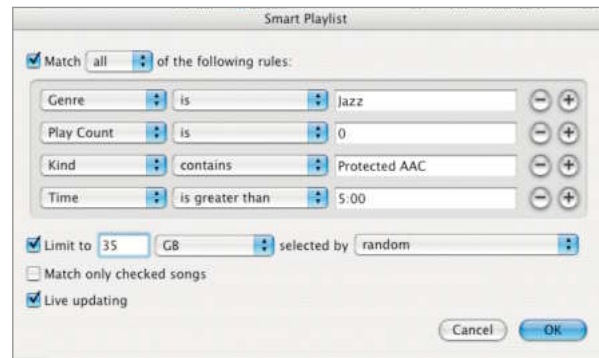 Smart Playlist
Match all of the following rules:
Genre is Jazz
Play Count is 0
Kind contains Protected AAC
Time is greater than 5:00
Limit to 35 GB selected by random
Match only checked songs
Live updating
Cancel OK